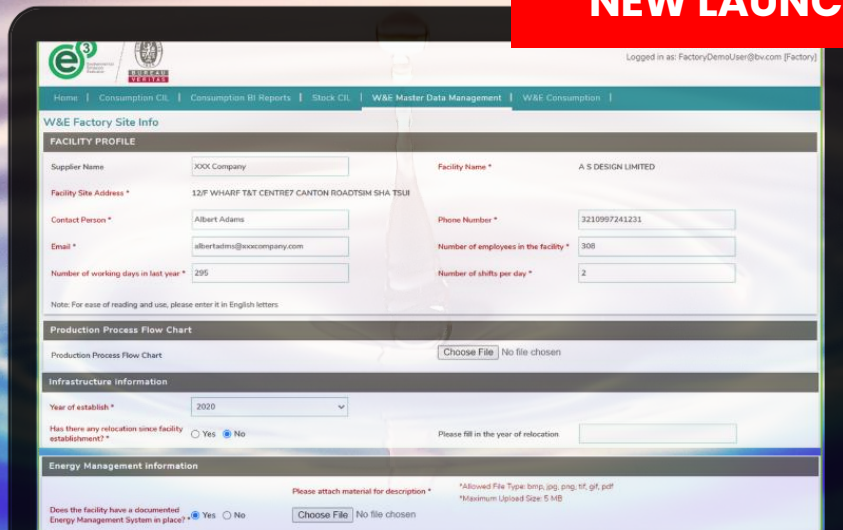 NEW LAUNC
e3
BUREAU
VERITAS
Logged in as: FactoryDemoUser@bv.com [Factory]
Home | Consumption CIL | Consumption BI Reports | Stock CIL | W&E Master Data Management | W&E Consumption |
W&E Factory Site Info
FACILITY PROFILE
Supplier Name XXX Company Facility Name * A S DESIGN LIMITED
Facility Site Address * 12/F WHARF T&T CENTRE7 CANTON ROADTSIM SHA TSUI
Contact Person * Albert Adams Phone Number * 3210997241231
Email * albertadms@xxxcompany.com Number of employees in the facility * 308
Number of working days in last year * 295 Number of shifts per day * 2
Note: For ease of reading and use, please enter it in English letters
Production Process Flow Chart
Production Process Flow Chart Choose File No file chosen
Infrastructure information
Year of establish * 2020
Has there any relocation since facility
establishment? * Yes No Please fill in the year of relocation
Energy Management information
Please attach material for description * *Allowed File Type: bmp, jpg, png, tif, gif, pdf
*Maximum Upload Size: 5 MB
Does the facility have a documented
Energy Management System in place? * Yes No Choose File No file chosen